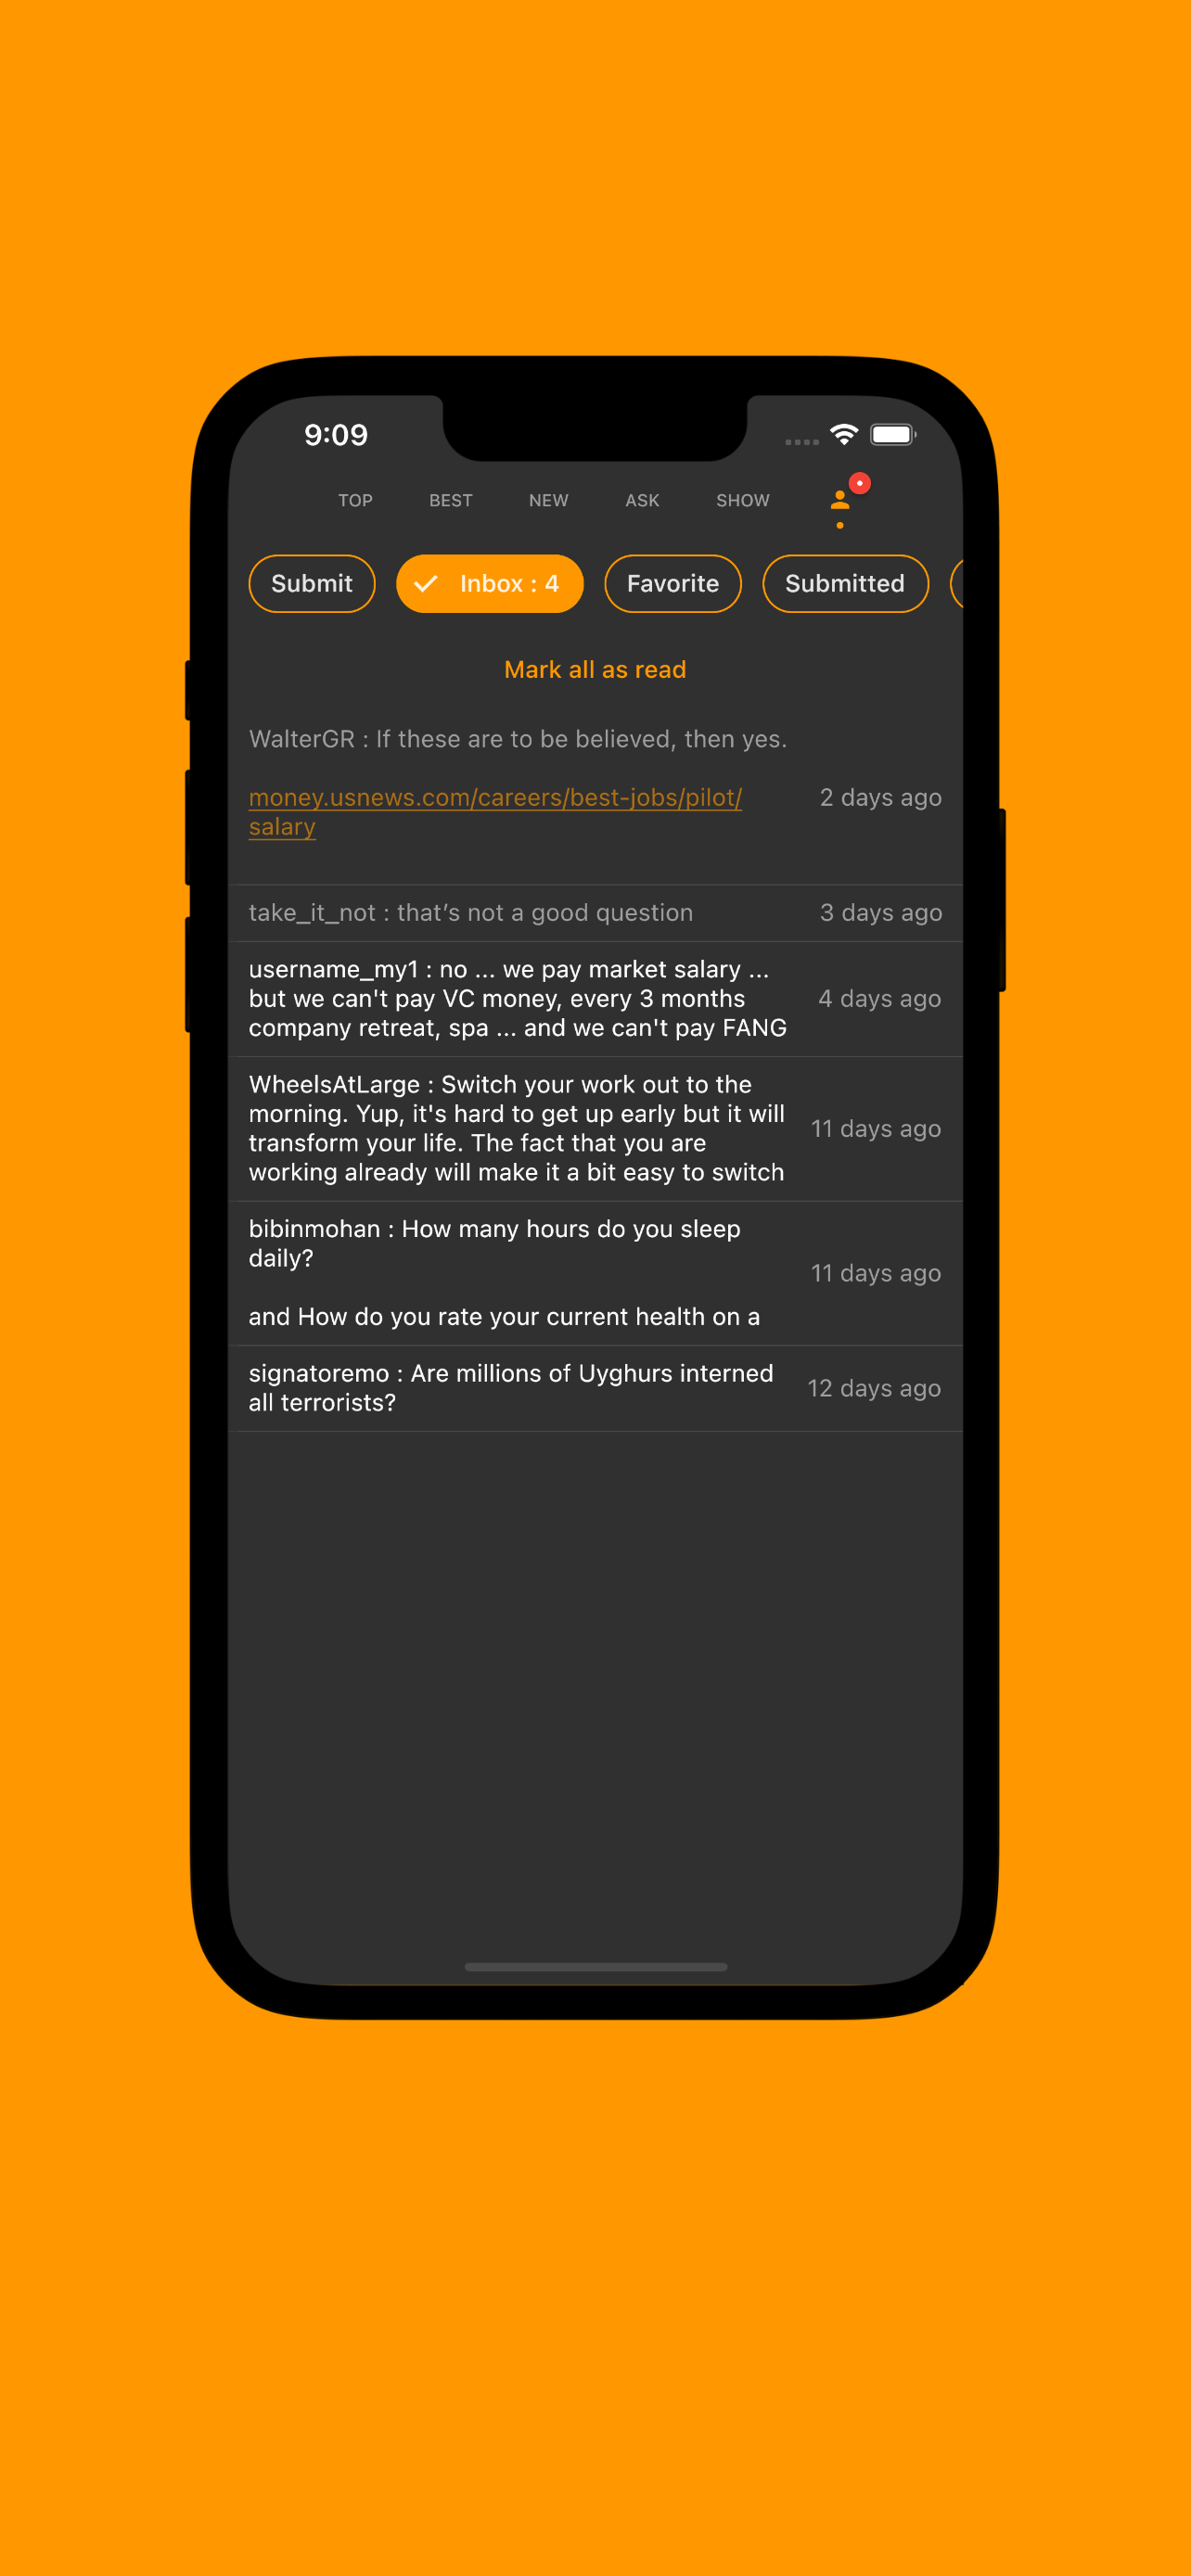 9:09
TOP BEST NEW ASK SHOW
Submit Inbox : 4 Favorite Submitted
Mark all as read
WalterGR : If these are to be believed, then yes.
money.usnews.com/careers/best-jobs/pilot/ 2 days ago
salary
take_it_not : that’s not a good question 3 days ago
username_my1 : no ... we pay market salary ...
but we can't pay VC money, every 3 months 4 days ago
company retreat, spa ... and we can't pay FANG
WheelsAtLarge : Switch your work out to the
morning. Yup, it's hard to get up early but it will
11 days ago
transform your life. The fact that you are
working already will make it a bit easy to switch
bibinmohan : How many hours do you sleep
daily?
11 days ago
and How do you rate your current health on a
signatoremo : Are millions of Uyghurs interned
12 days ago
all terrorists?